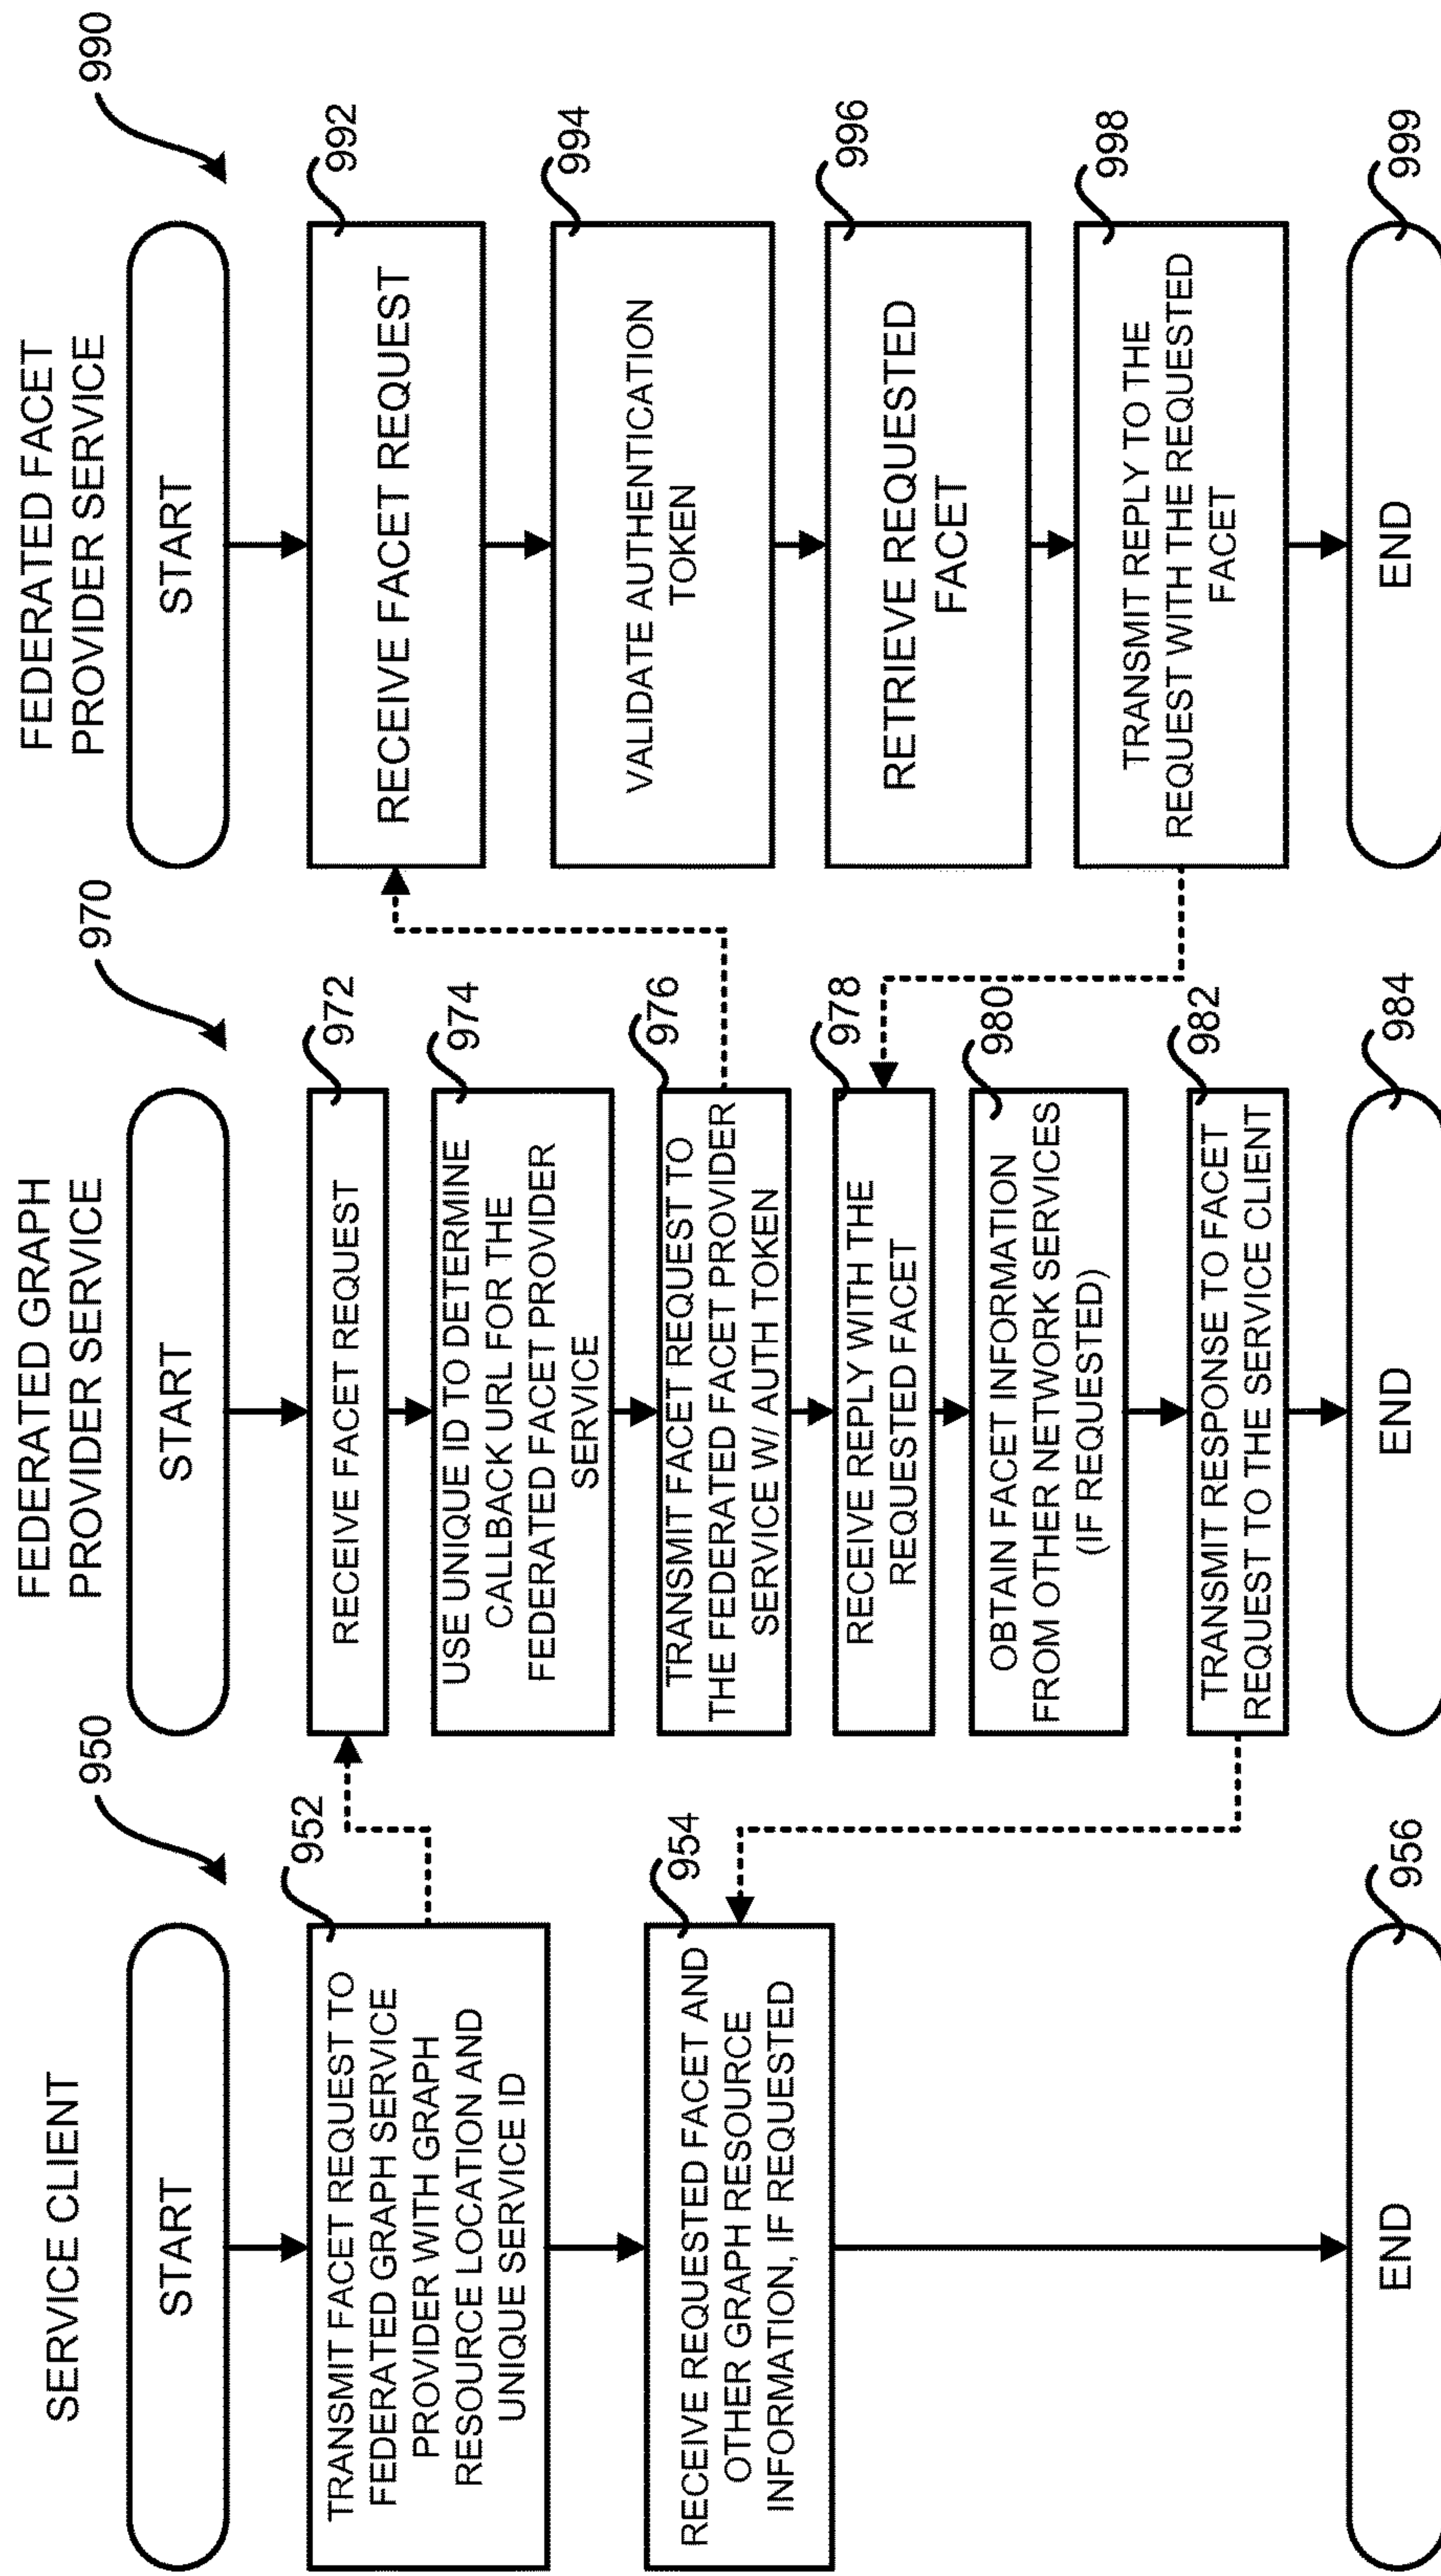 SERVICE CLIENT
950
START
952
TRANSMIT FACET REQUEST TO
FEDERATED GRAPH SERVICE
PROVIDER WITH GRAPH
RESOURCE LOCATION AND
UNIQUE SERVICE ID
954
RECEIVE REQUESTED FACET AND
OTHER GRAPH RESOURCE
INFORMATION, IF REQUESTED
956
END
FEDERATED GRAPH
PROVIDER SERVICE
970
START
972
RECEIVE FACET REQUEST
974
USE UNIQUE ID TO DETERMINE
CALLBACK URL FOR THE
FEDERATED FACET PROVIDER
SERVICE
976
TRANSMIT FACET REQUEST TO
THE FEDERATED FACET PROVIDER
SERVICE W/ AUTH TOKEN
978
RECEIVE REPLY WITH THE
REQUESTED FACET
980
OBTAIN FACET INFORMATION
FROM OTHER NETWORK SERVICES
(IF REQUESTED)
982
TRANSMIT RESPONSE TO FACET
REQUEST TO THE SERVICE CLIENT
984
END
FEDERATED FACET
PROVIDER SERVICE
990
START
992
RECEIVE FACET REQUEST
994
VALIDATE AUTHENTICATION
TOKEN
996
RETRIEVE REQUESTED
FACET
998
TRANSMIT REPLY TO THE
REQUEST WITH THE REQUESTED
FACET
999
END